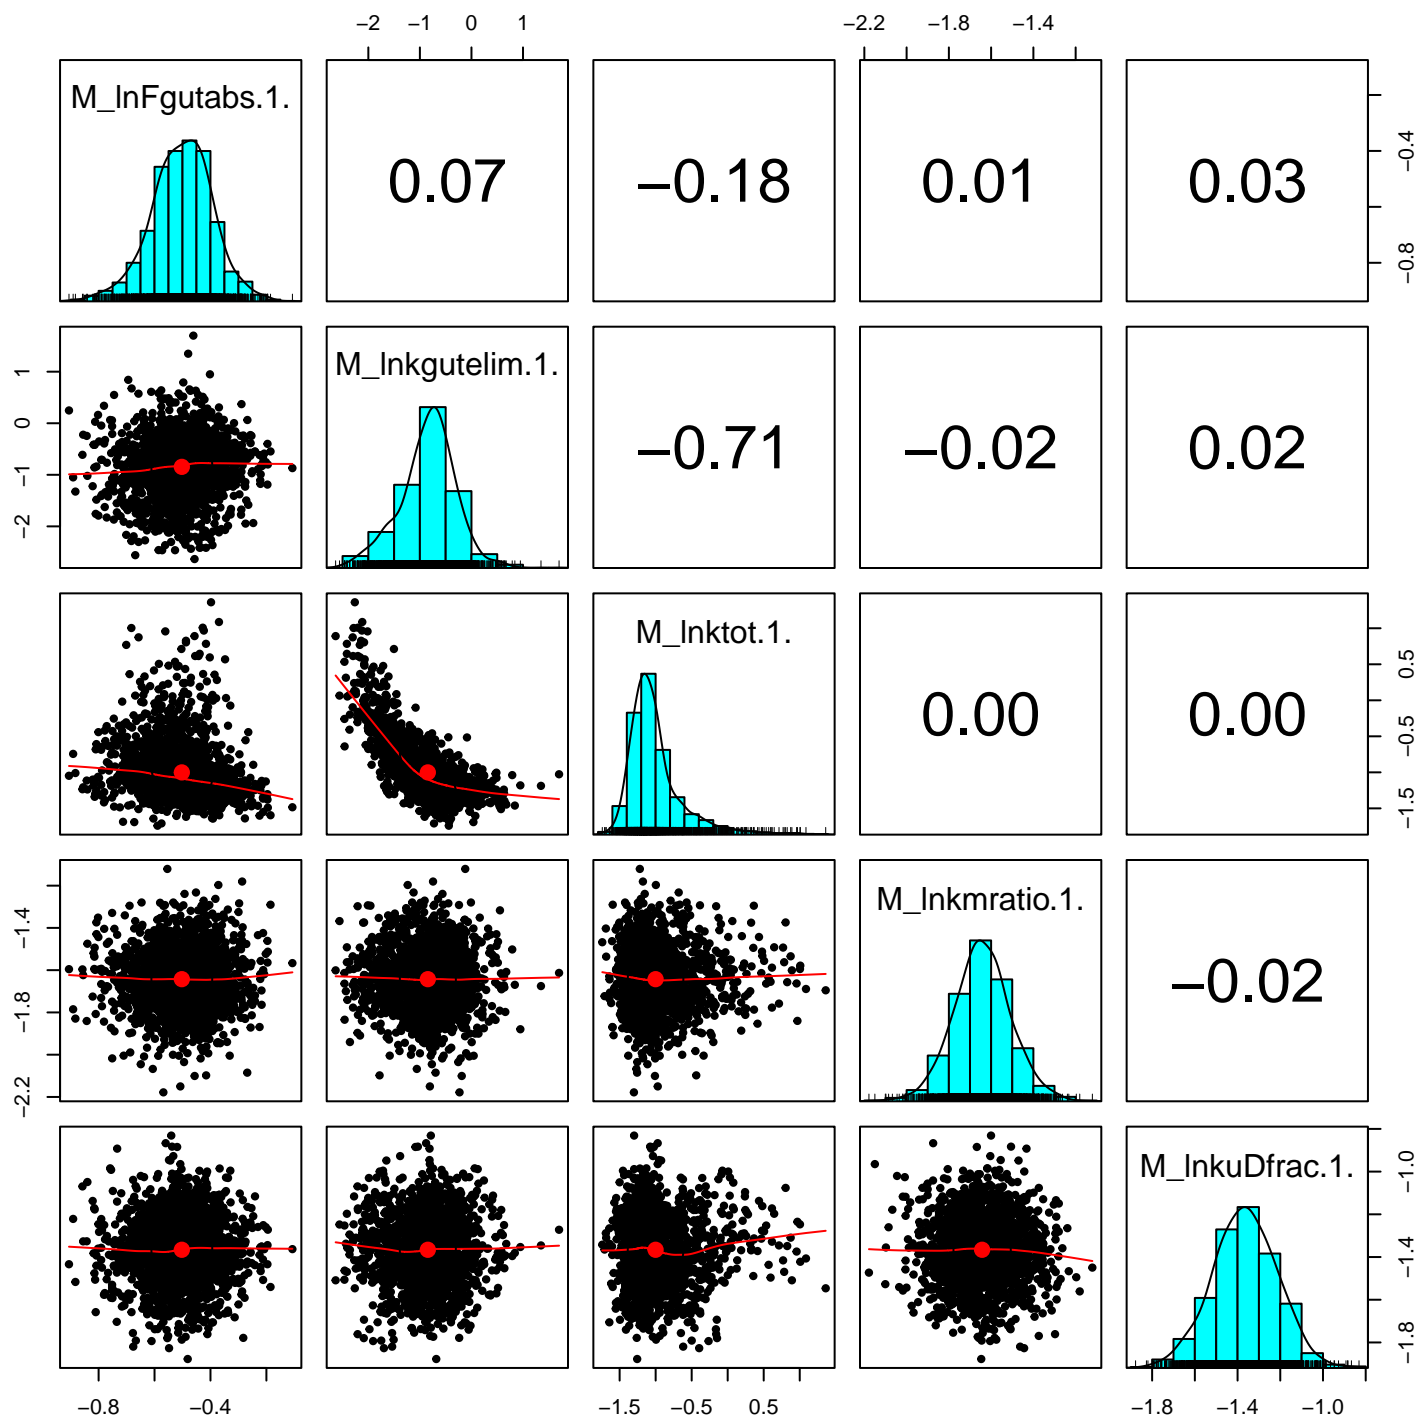 −2 −1 0 1 −2.2 −1.8 −1.4
M_lnFgutabs.1.
0.07 −0.18 0.01 0.03
−0.8 −0.4
M_lnkgutelim.1.
−0.71 −0.02 0.02
−2 −1 0 1
M_lnktot.1.
0.00 0.00
−1.5 −0.5 0.5
M_lnkmratio.1.
−0.02
−2.2 −1.8 −1.4
M_lnkuDfrac.1.
−1.8 −1.4 −1.0
−0.8 −0.4 −1.5 −0.5 0.5 −1.8 −1.4 −1.0